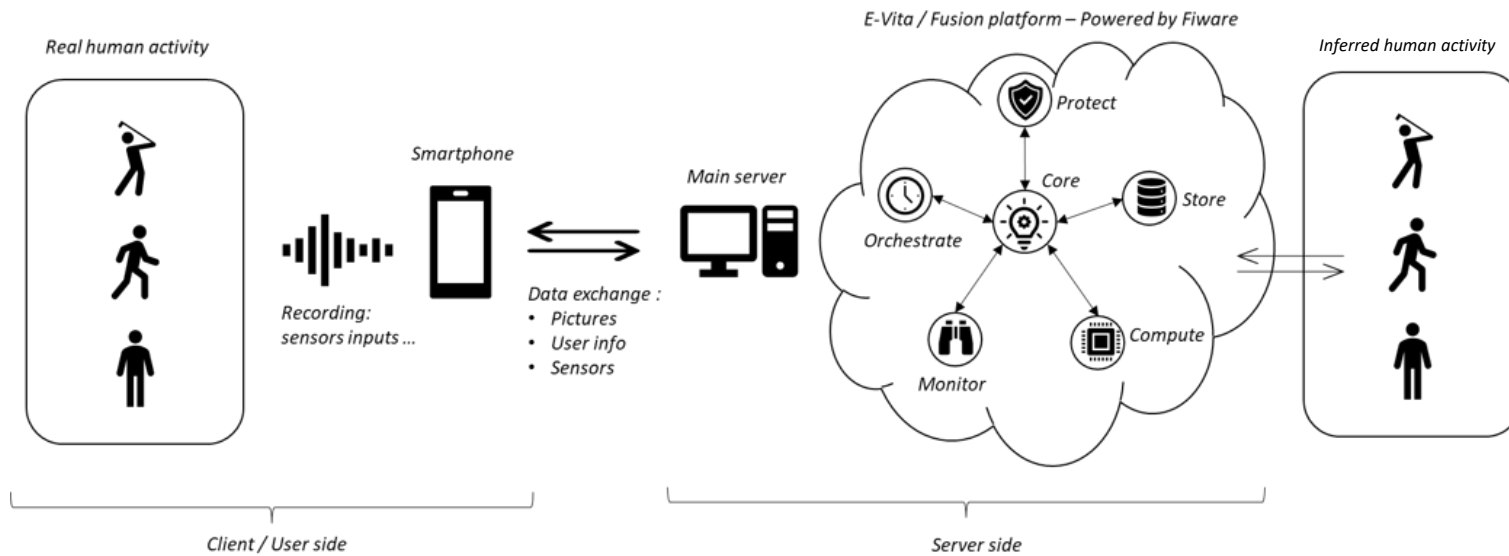 E-Vita / Fusion platform – Powered by Fiware
Real human activity
Inferred human activity
Protect
Smartphone
Main server
Core
Store
Orchestrate
Recording:
sensors inputs ...
Data exchange :
• Pictures
• User info
• Sensors
Monitor
Compute
Client / User side
Server side